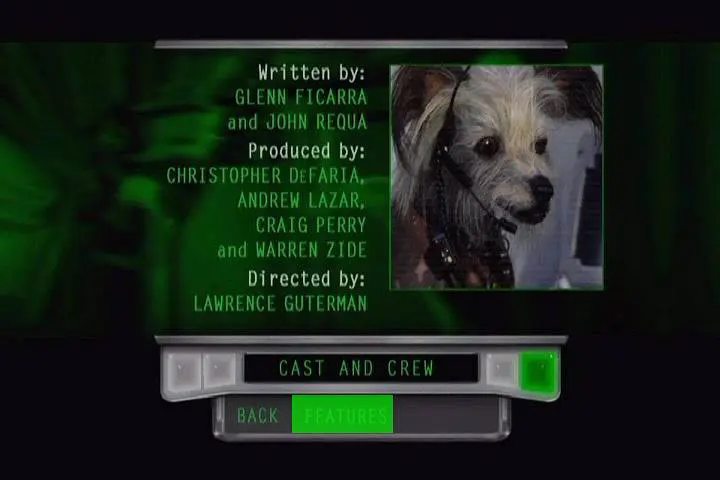 Written by:
GLENN FICARRA
and JOHN REQUA
Produced by:
CHRISTOPHER DeFARIA,
ANDREW LAZAR,
CRAIG PERRY
and WARREN ZIDE
Directed by:
LAWRENCE GUTERMAN
CAST AND CREW
BACK
FEATURES